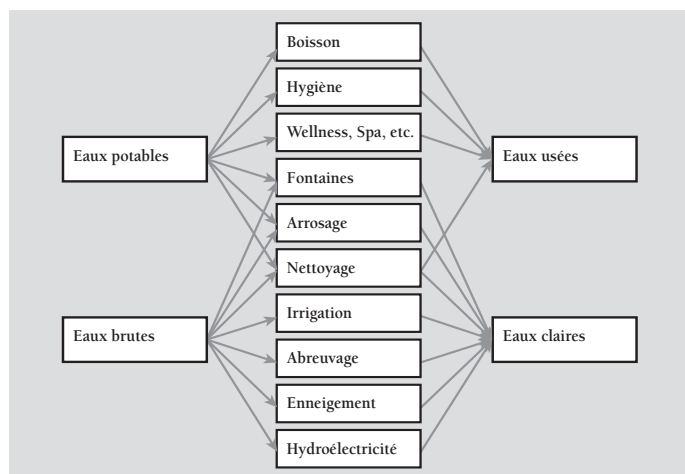 Boisson
Hygiène
Wellness, Spa, etc.
Eaux potables
Eaux usées
Fontaines
Arrosage
Nettoyage
Irrigation
Eaux brutes
Eaux claires
Abreuvage
Enneigement
Hydroélectricité